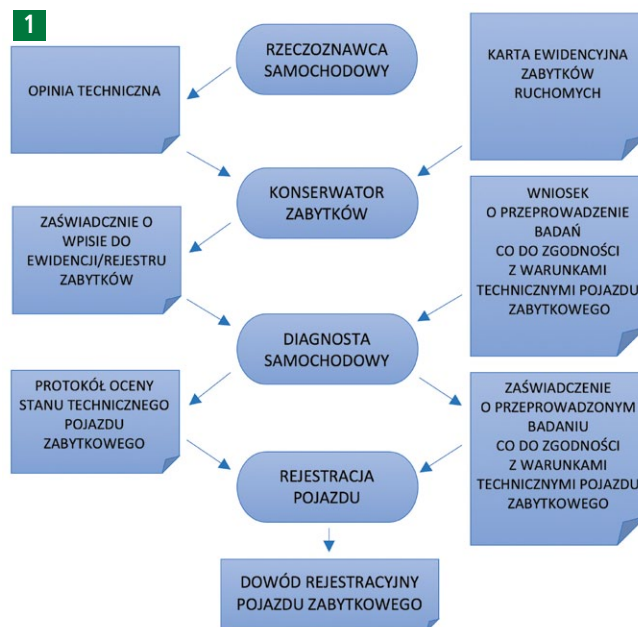 1
RZECZOZNAWCA
SAMOCHODOWY
OPINIA TECHNICZNA
KARTA EWIDENCYJNA
ZABYTKÓW
RUCHOMYCH
KONSERWATOR
ZABYTKÓW
ZAŚWIADCZNIE O
WPISIE DO
EWIDENCJI/REJESTRU
ZABYTKÓW
WNIOSEK
O PRZEPROWADZENIE
BADAŃ
CO DO ZGODNOŚCI
Z WARUNKAMI
TECHNICZNYMI POJAZDU
ZABYTKOWEGO
DIAGNOSTA
SAMOCHODOWY
PROTOKÓŁ OCENY
STANU TECHNICZNEGO
POJAZDU
ZABYTKOWEGO
ZAŚWIADCZENIE
O PRZEPROWADZONYM
BADANIU
CO DO ZGODNOŚCI
Z WARUNKAMI
TECHNICZNYMI POJAZDU
ZABYTKOWEGO
REJESTRACJA
POJAZDU
DOWÓD REJESTRACYJNY
POJAZDU ZABYTKOWEGO